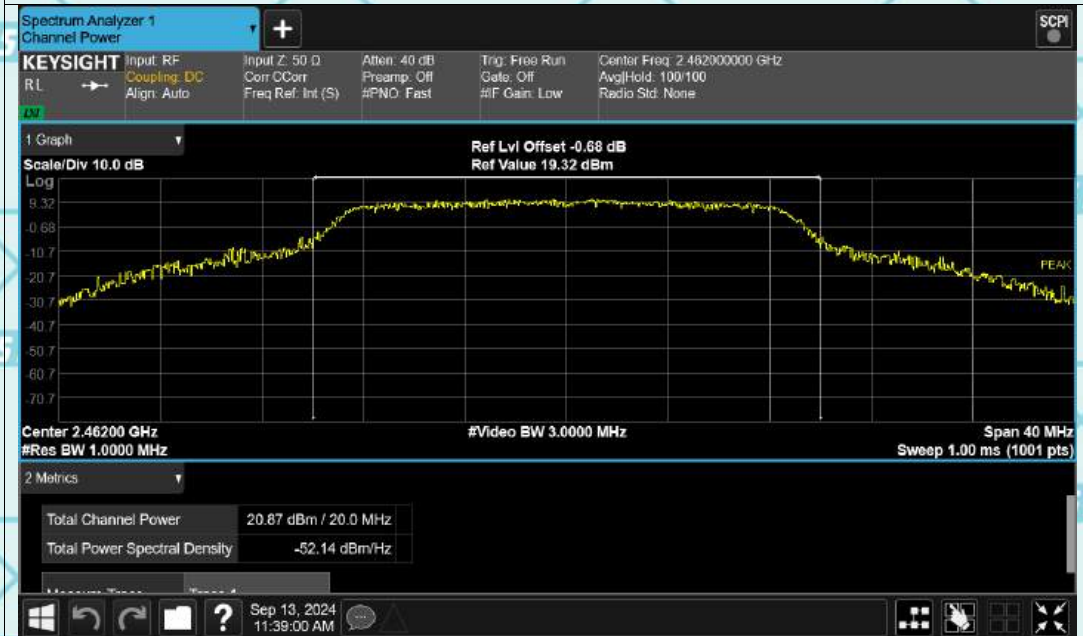 Spectrum Analyzer 1
Channel Power
+
SCPI
KEYSIGHT
RL
LXI
Input: RF
Coupling: DC
Align: Auto
Input Z: 50 Ω
Corr CCorr
Freq Ref: Int (S)
Atten: 40 dB
Preamp: Off
#PNO: Fast
Trig: Free Run
Gate: Off
#IF Gain: Low
Center Freq: 2.462000000 GHz
Avg|Hold: 100/100
Radio Std: None
1 Graph
Scale/Div 10.0 dB
Ref Lvl Offset -0.68 dB
Ref Value 19.32 dBm
Log
9.32
-0.68
-10.7
-20.7
-30.7
-40.7
-50.7
-60.7
-70.7
PEAK
Center 2.46200 GHz
#Video BW 3.0000 MHz
Span 40 MHz
#Res BW 1.0000 MHz
Sweep 1.00 ms (1001 pts)
2 Metrics
Total Channel Power 20.87 dBm / 20.0 MHz
Total Power Spectral Density -52.14 dBm/Hz
?
Sep 13, 2024
11:39:00 AM